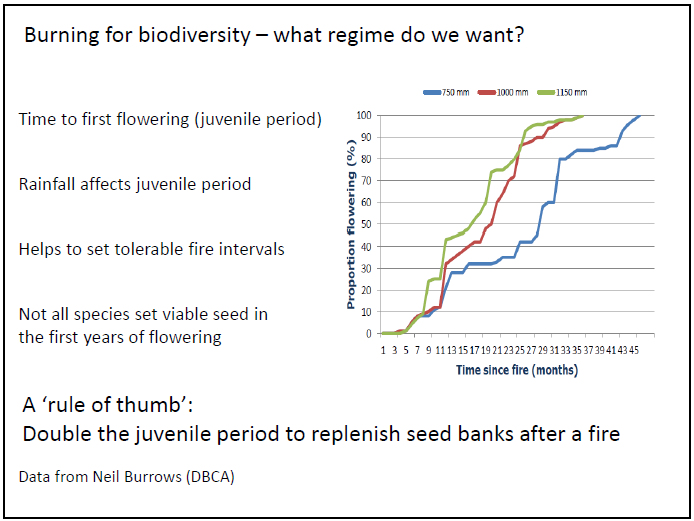 Burning for biodiversity – what regime do we want?
Time to first flowering (juvenile period)
Rainfall affects juvenile period
Helps to set tolerable fire intervals
Not all species set viable seed in
the first years of flowering
750 mm 1000 mm 1150 mm
Proportion flowering (%)
100
90
80
70
60
50
40
30
20
10
0
1 3 5 7 9 11 13 15 17 19 21 23 25 27 29 31 33 35 37 39 41 43 45
Time since fire (months)
A ‘rule of thumb’:
Double the juvenile period to replenish seed banks after a fire
Data from Neil Burrows (DBCA)